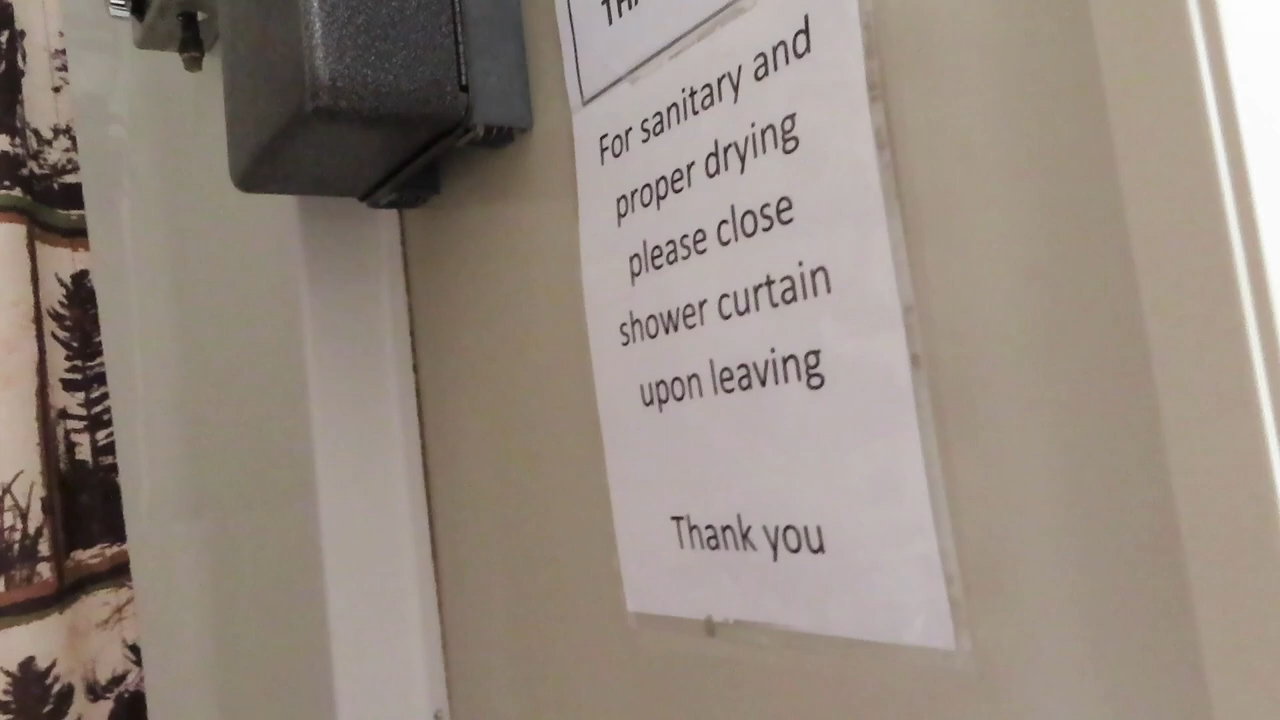 For sanitary and
proper drying
please close
shower curtain
upon leaving
Thank you